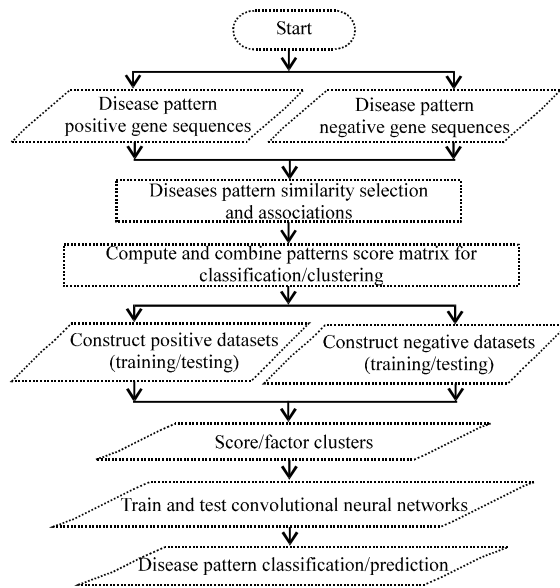 Start
Disease pattern
positive gene sequences
Disease pattern
negative gene sequences
Diseases pattern similarity selection
and associations
Compute and combine patterns score matrix for
classification/clustering
Construct positive datasets
(training/testing)
Construct negative datasets
(training/testing)
Score/factor clusters
Train and test convolutional neural networks
Disease pattern classification/prediction